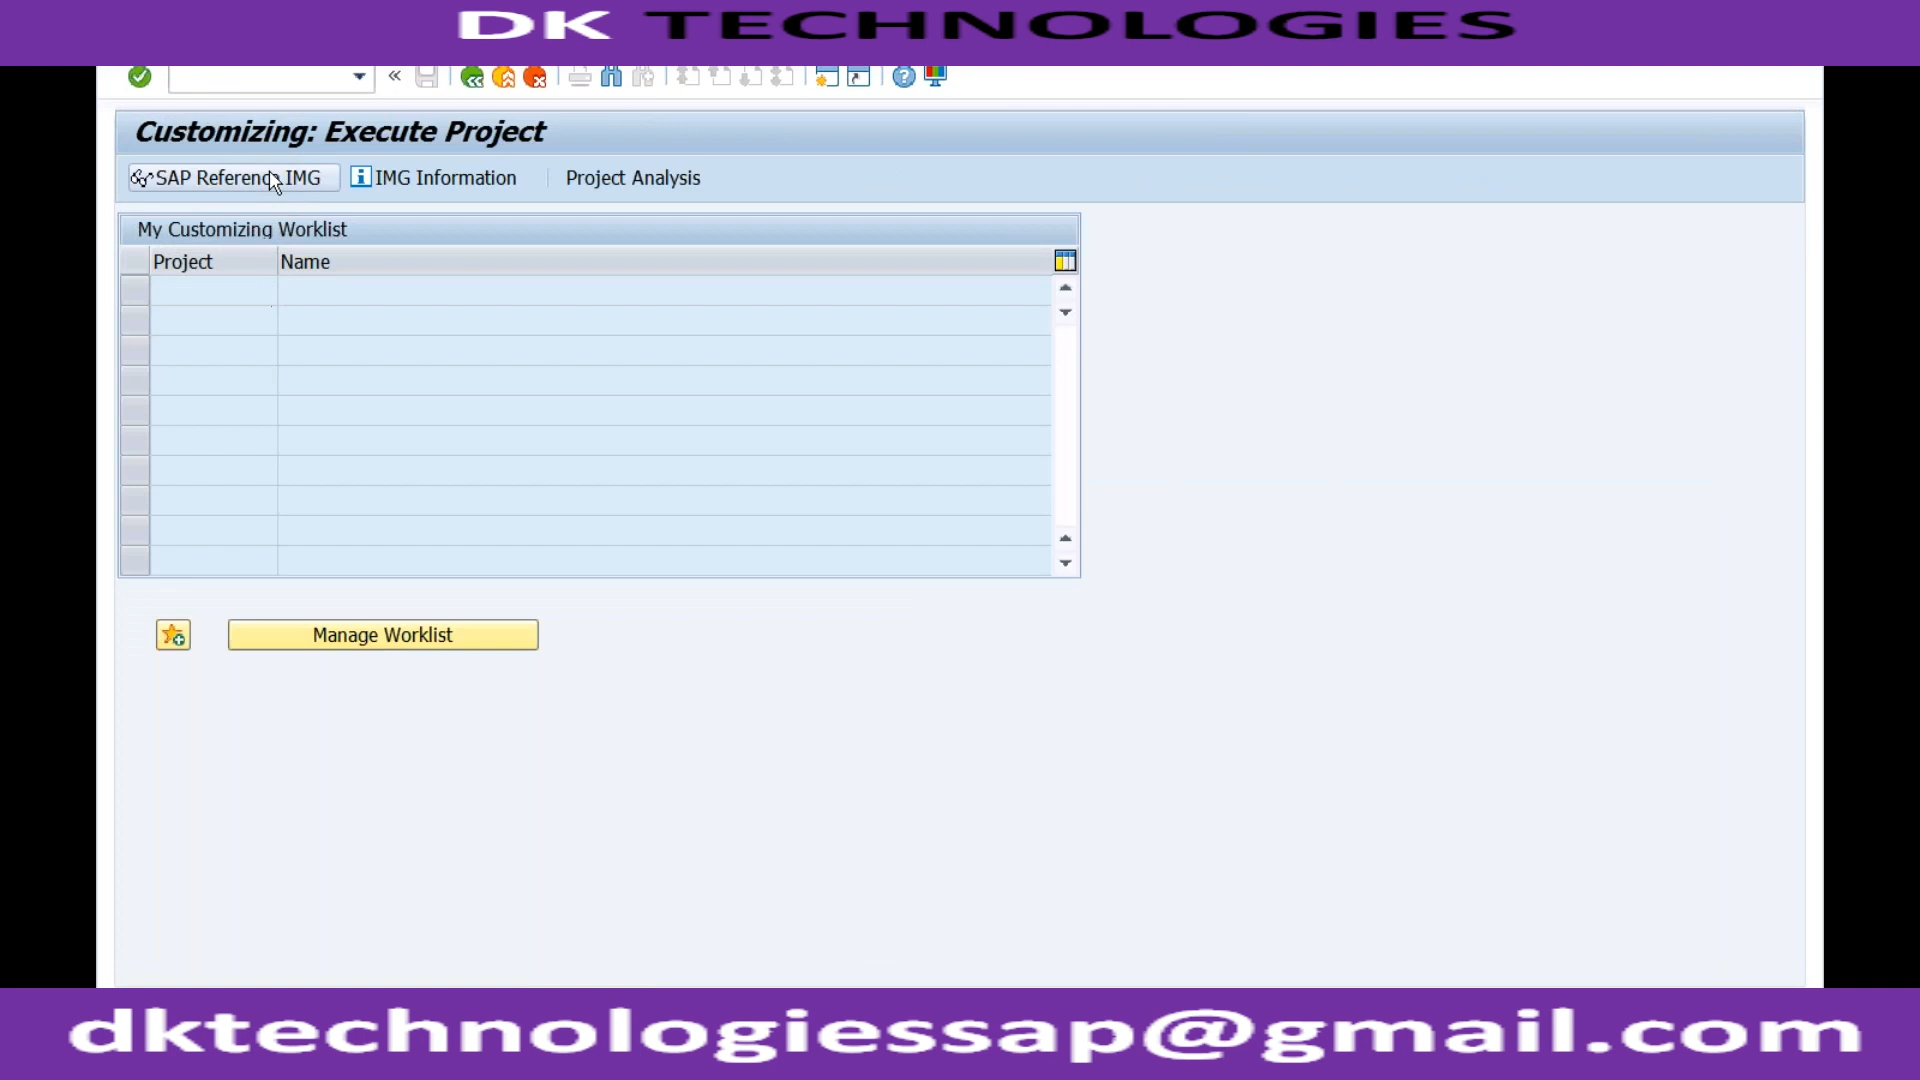 DK TECHNOLOGIES
Customizing: Execute Project
SAP Reference IMG
IMG Information
Project Analysis
My Customizing Worklist
Project
Name
Manage Worklist
dktechnologiessap@gmail.com